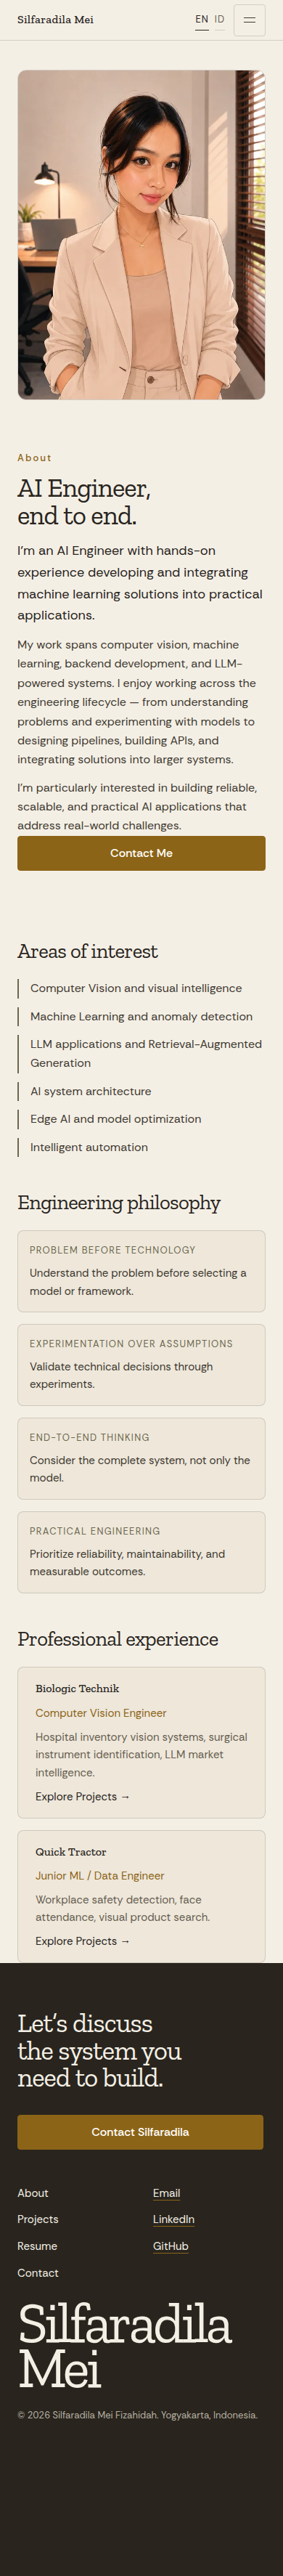 Silfaradila Mei
EN ID
About
AI Engineer,
end to end.
I'm an AI Engineer with hands-on
experience developing and integrating
machine learning solutions into practical
applications.
My work spans computer vision, machine
learning, backend development, and LLM-
powered systems. I enjoy working across the
engineering lifecycle — from understanding
problems and experimenting with models to
designing pipelines, building APIs, and
integrating solutions into larger systems.
I'm particularly interested in building reliable,
scalable, and practical AI applications that
address real-world challenges.
Contact Me
Areas of interest
Computer Vision and visual intelligence
Machine Learning and anomaly detection
LLM applications and Retrieval-Augmented
Generation
AI system architecture
Edge AI and model optimization
Intelligent automation
Engineering philosophy
PROBLEM BEFORE TECHNOLOGY
Understand the problem before selecting a
model or framework.
EXPERIMENTATION OVER ASSUMPTIONS
Validate technical decisions through
experiments.
END-TO-END THINKING
Consider the complete system, not only the
model.
PRACTICAL ENGINEERING
Prioritize reliability, maintainability, and
measurable outcomes.
Professional experience
Biologic Technik
Computer Vision Engineer
Hospital inventory vision systems, surgical
instrument identification, LLM market
intelligence.
Explore Projects →
Quick Tractor
Junior ML / Data Engineer
Workplace safety detection, face
attendance, visual product search.
Explore Projects →
Let's discuss
the system you
need to build.
Contact Silfaradila
About
Email
Projects
LinkedIn
Resume
GitHub
Contact
Silfaradila
Mei
© 2026 Silfaradila Mei Fizahidah. Yogyakarta, Indonesia.